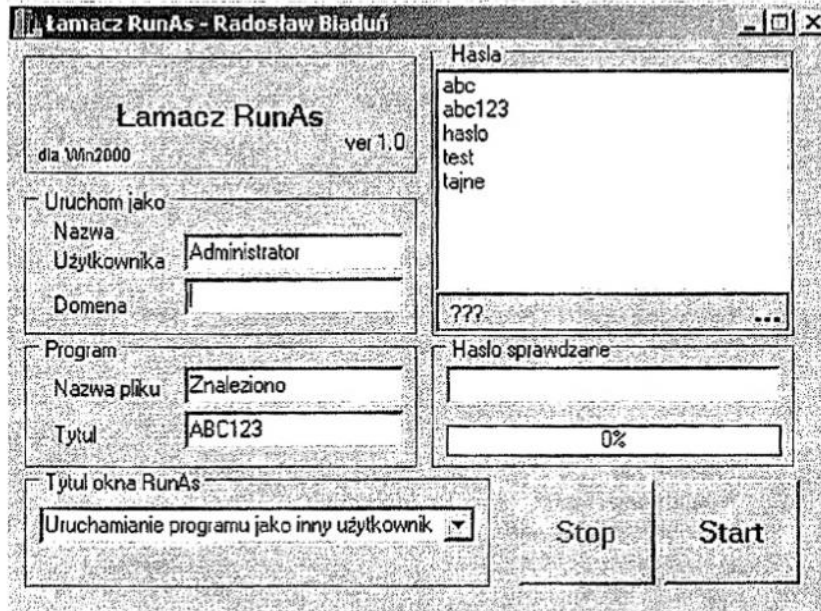 Łamacz RunAs - Radosław Biaduń
Łamacz RunAs
dla Win2000
ver 1.0
Uruchom jako
Nazwa
Użytkownika
Administrator
Domena
Program
Nazwa pliku
Znaleziono
Tytul
ABC123
Tytul okna RunAs
Uruchamianie programu jako inny użytkownik
Hasla
abc
abc123
haslo
test
tajne
??? ...
Haslo sprawdzane
0%
Stop
Start